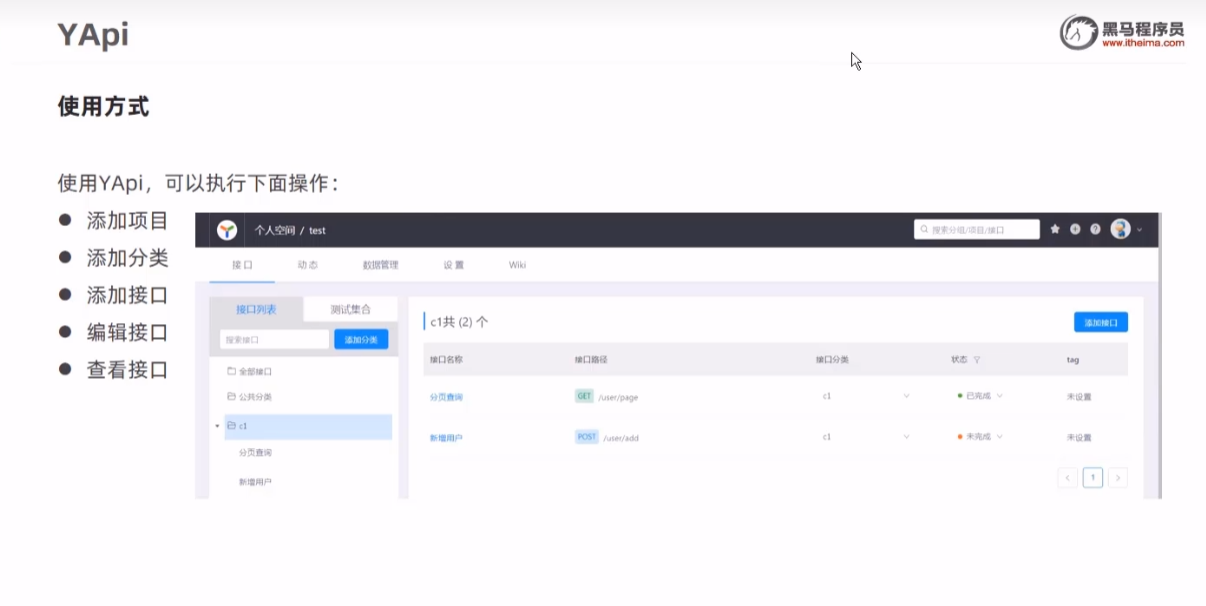 YApi
黑马程序员
www.itheima.com
使用方式
使用YApi，可以执行下面操作：
● 添加项目
● 添加分类
● 添加接口
● 编辑接口
● 查看接口
个人空间 / test
搜索分组/项目/接口
接口 动态 数据管理 设置 Wiki
接口列表 测试集合
搜索接口 添加分类
全部接口
公共分类
c1
分页查询
新增用户
c1共 (2) 个 添加接口
接口名称 接口路径 接口分类 状态 tag
分页查询 GET /user/page c1 已完成 未设置
新增用户 POST /user/add c1 未完成 未设置
< 1 >